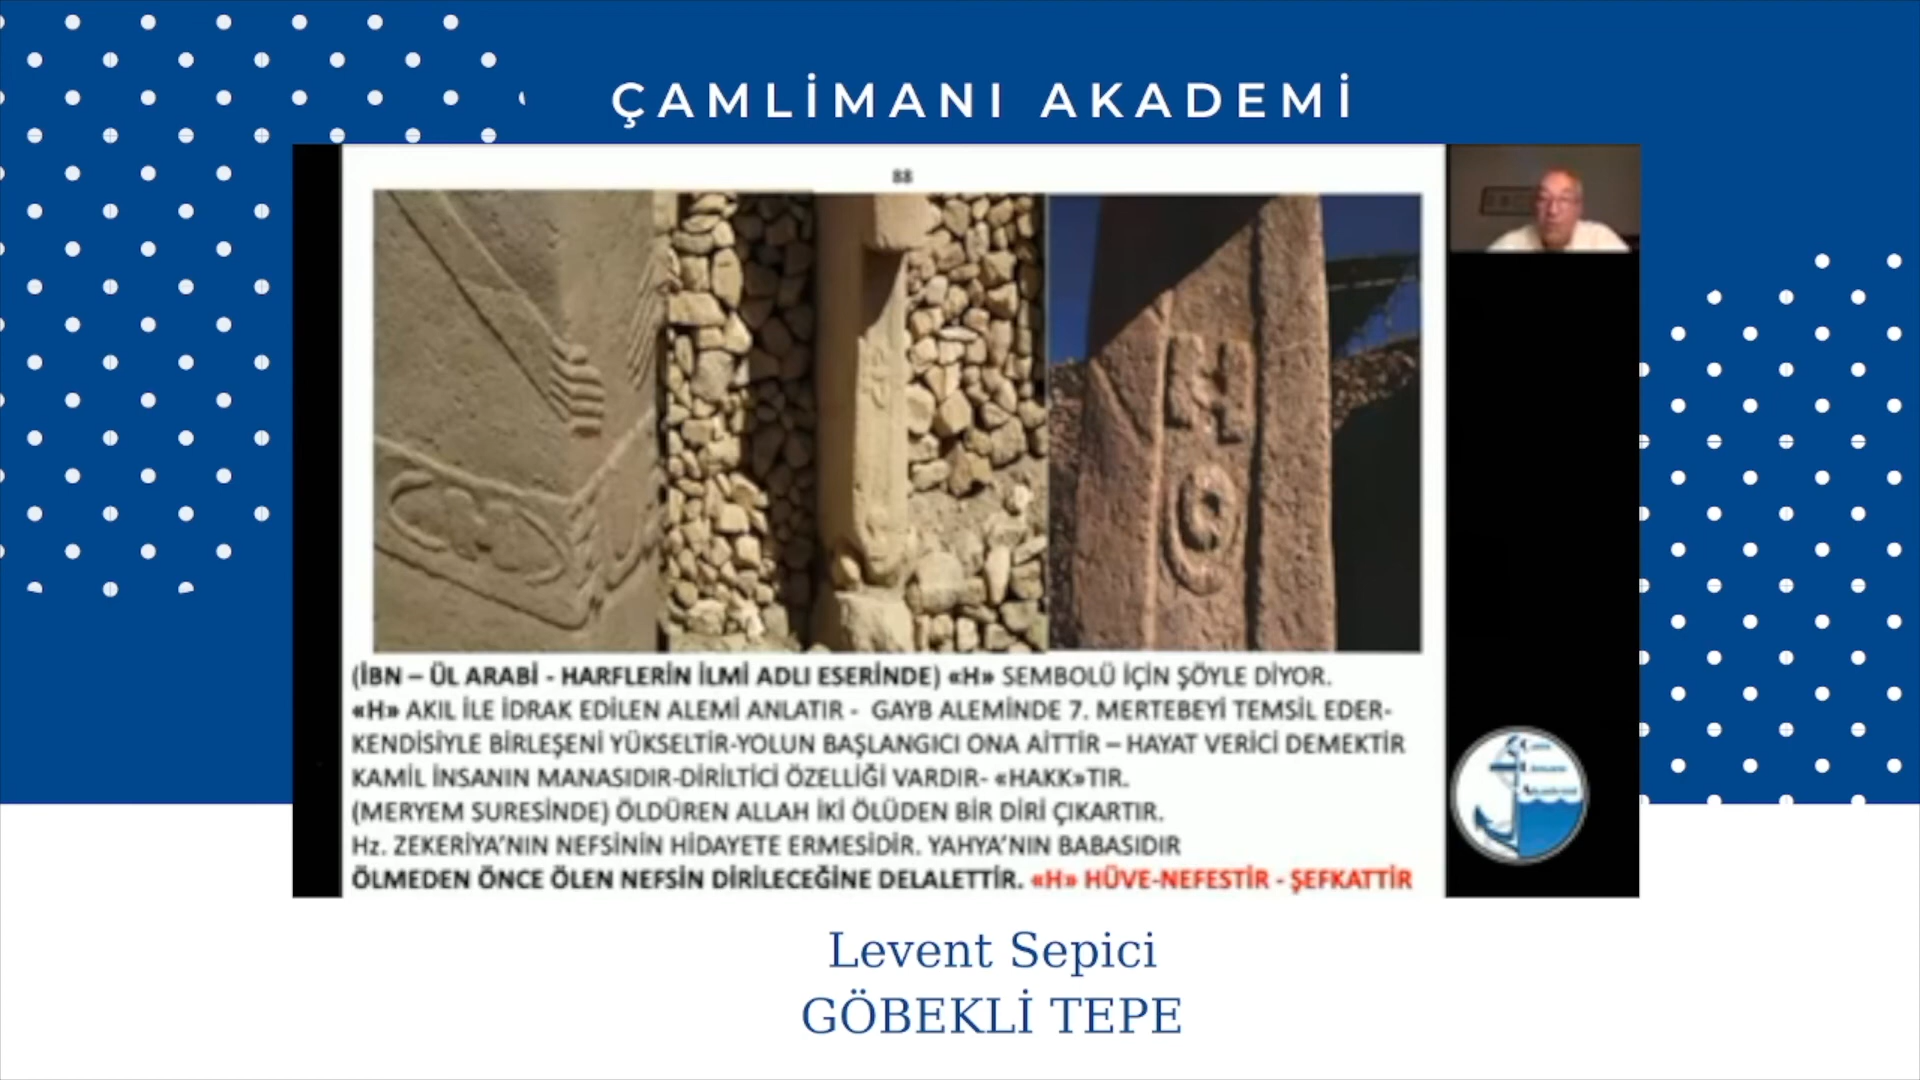 ÇAMLİMANI AKADEMİ
88
(İBN – ÜL ARABİ - HARFLERİN İLMİ ADLI ESERİNDE) «H» SEMBOLÜ İÇİN ŞÖYLE DİYOR.
«H» AKIL İLE İDRAK EDİLEN ALEMİ ANLATIR - GAYB ALEMİNDE 7. MERTEBEYİ TEMSİL EDER-
KENDİSİYLE BİRLEŞENİ YÜKSELTİR-YOLUN BAŞLANGICI ONA AİTTİR – HAYAT VERİCİ DEMEKTİR
KAMİL İNSANIN MANASIDIR-DİRİLTİCİ ÖZELLİĞİ VARDIR- «HAKK»TIR.
(MERYEM SURESİNDE) ÖLDÜREN ALLAH İKİ ÖLÜDEN BİR DİRİ ÇIKARTIR.
Hz. ZEKERİYA’NIN NEFSİNİN HİDAYETE ERMESİDİR. YAHYA’NIN BABASIDIR
ÖLMEDEN ÖNCE ÖLEN NEFSİN DİRİLECEĞİNE DELALETTİR. «H» HÜVE-NEFESTİR - ŞEFKATTİR
Levent Sepici
GÖBEKLİ TEPE